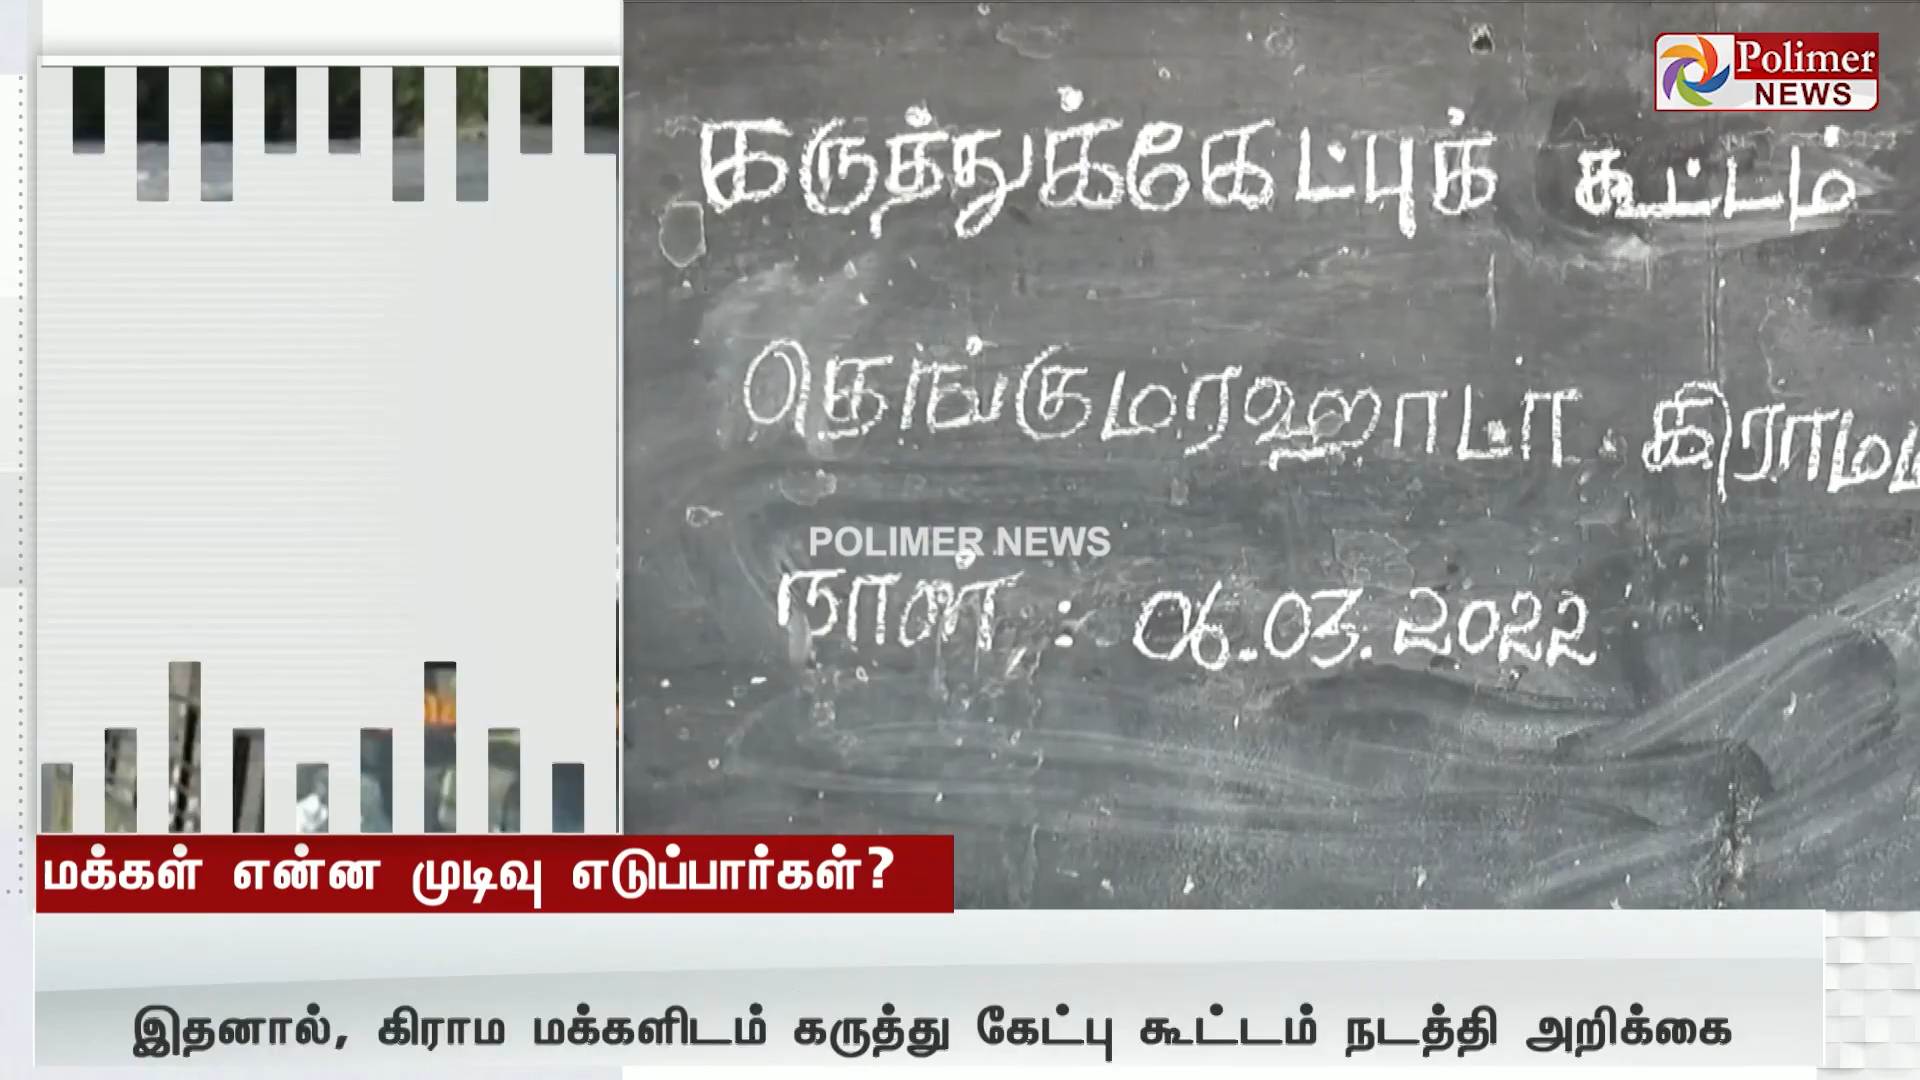 Polimer
NEWS
கருத்துக்கேட்புக் கூட்டம்
தெங்குமரஹாடா கிராமம்
POLIMER NEWS
நாள் : 06.03.2022
மக்கள் என்ன முடிவு எடுப்பார்கள்?
இதனால், கிராம மக்களிடம் கருத்து கேட்பு கூட்டம் நடத்தி அறிக்கை